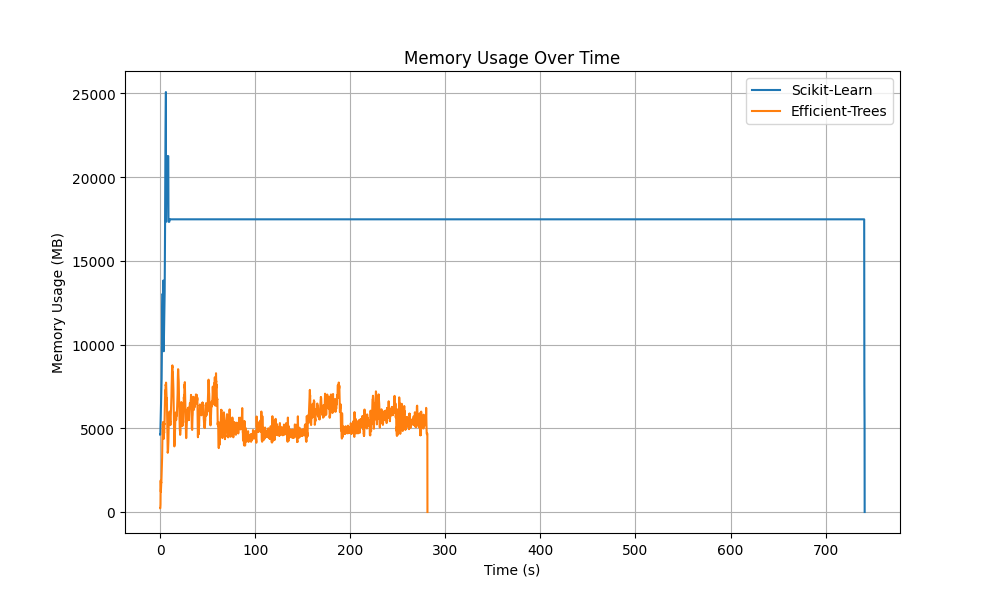 Memory Usage Over Time
Scikit-Learn
Efficient-Trees
Memory Usage (MB)
25000
20000
15000
10000
5000
0
0 100 200 300 400 500 600 700
Time (s)